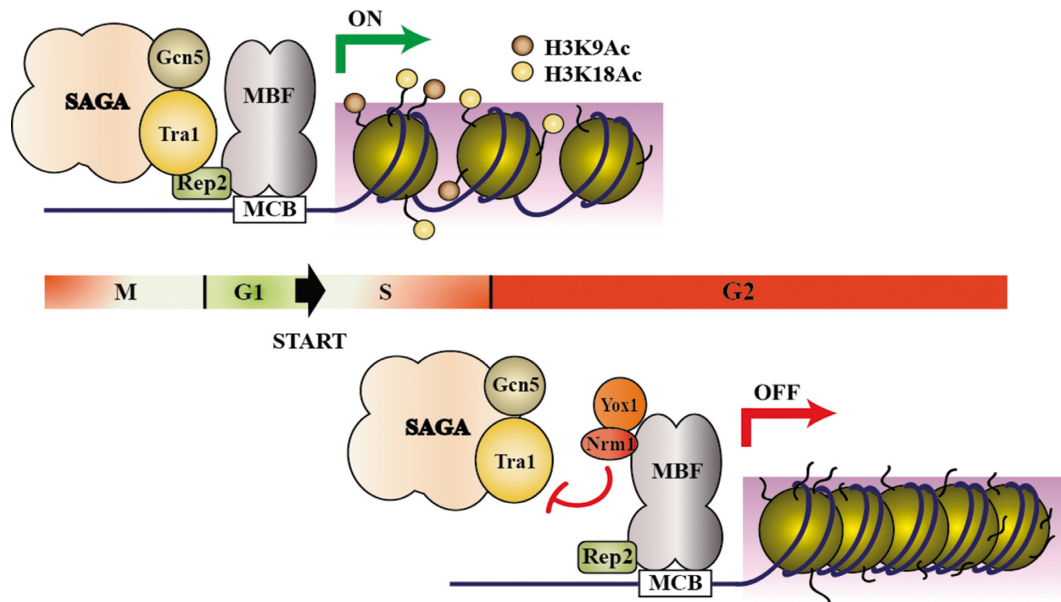 ON
H3K9Ac
H3K18Ac
Gcn5
SAGA
MBF
Tra1
Rep2
MCB
M
G1
S
G2
START
Gcn5
SAGA
Tra1
Yox1
Nrm1
MBF
OFF
Rep2
MCB